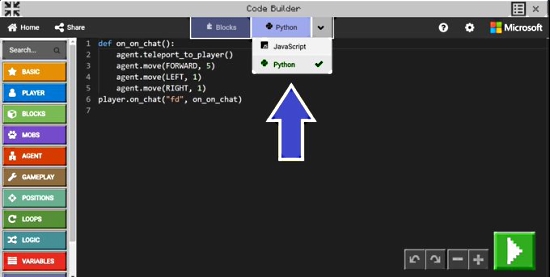 Code Builder
Home
Share
Blocks
Python
Microsoft
JavaScript
Python
Search...
BASIC
PLAYER
BLOCKS
MOBS
AGENT
GAMEPLAY
POSITIONS
LOOPS
LOGIC
VARIABLES
1 def on_on_chat():
2 agent.teleport_to_player()
3 agent.move(FORWARD, 5)
4 agent.move(LEFT, 1)
5 agent.move(RIGHT, 1)
6 player.on_chat("fd", on_on_chat)
7